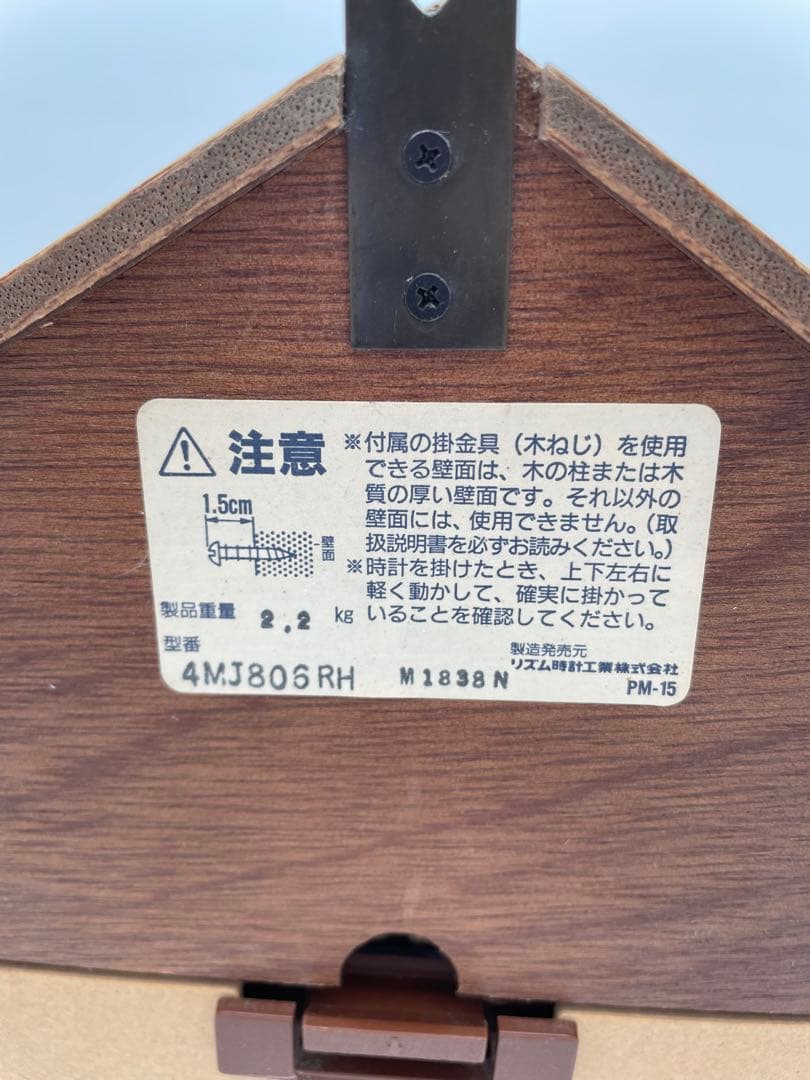 注意
※付属の掛金具（木ねじ）を使用
できる壁面は、木の柱または木
質の厚い壁面です。それ以外の
壁面には、使用できません。（取
扱説明書を必ずお読みください。）
※時計を掛けたとき、上下左右に
軽く動かして、確実に掛かって
いることを確認してください。
1.5cm
壁面
製品重量 2.2 kg
型番
4MJ806RH M1838N
製造発売元
リズム時計工業株式会社
PM-15